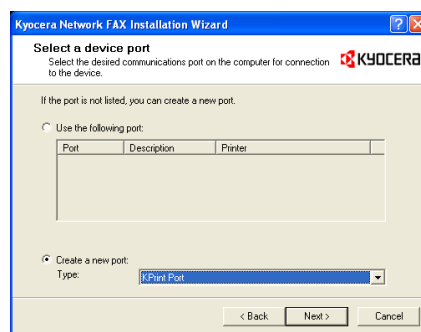 Kyocera Network FAX Installation Wizard
Select a device port
Select the desired communications port on the computer for connection
to the device.
KYOCERA
If the port is not listed, you can create a new port.
Use the following port:
Port Description Printer
Create a new port:
Type: KPrint Port
< Back Next > Cancel